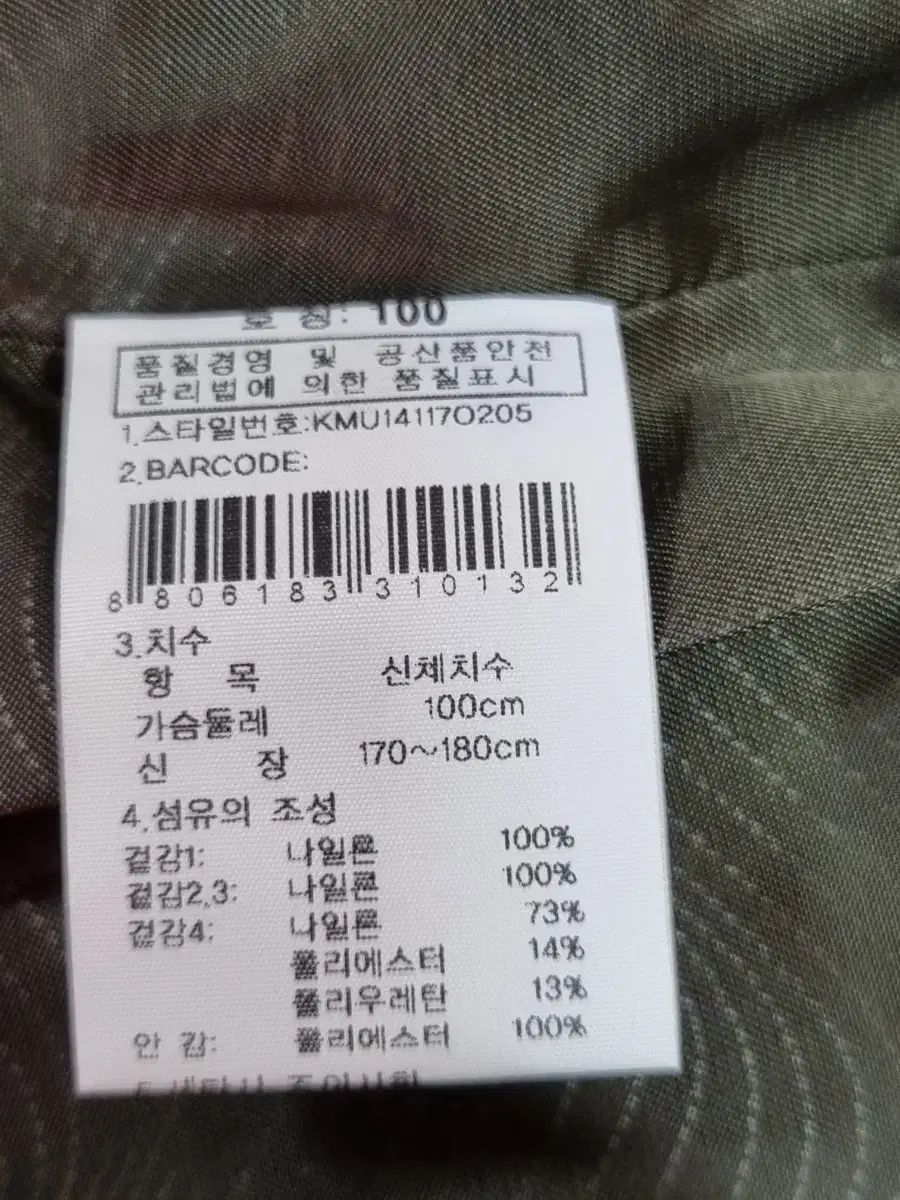 호 칭: 100
품질경영 및 공산품안전
관리법에 의한 품질표시
1.스타일번호:KMU14117O205
2.BARCODE:
8 806183 310132
3.치수
항 목 신체치수
가슴둘레 100cm
신 장 170~180cm
4.섬유의 조성
겉감1: 나일론 100%
겉감2,3: 나일론 100%
겉감4: 나일론 73%
폴리에스터 14%
폴리우레탄 13%
안 감: 폴리에스터 100%